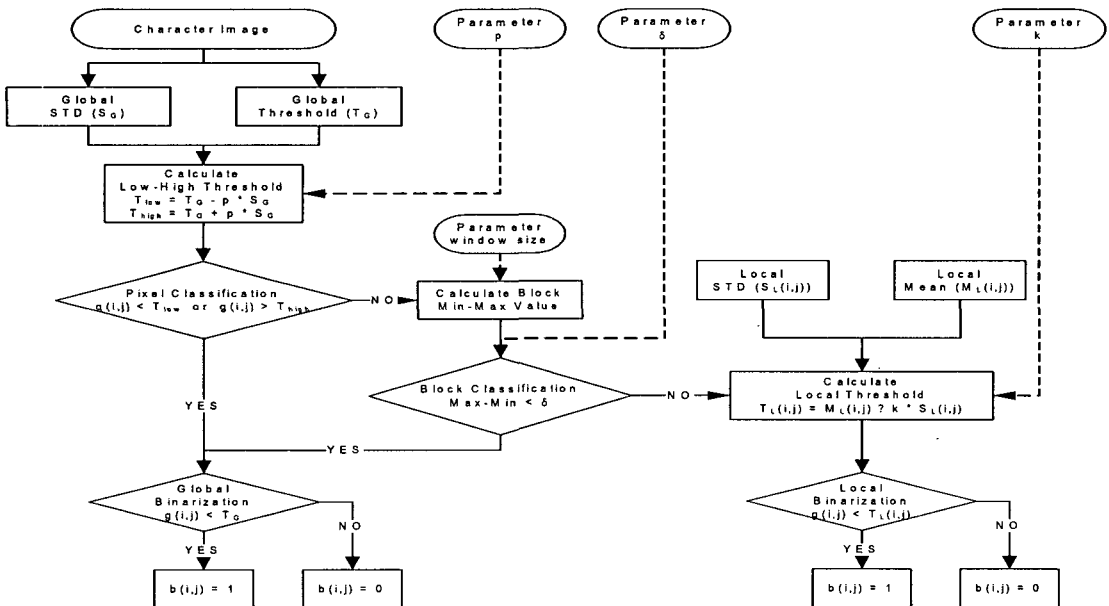 Character Image
Parameter
p
Parameter
δ
Parameter
k
Global
STD (S_G)
Global
Threshold (T_G)
Calculate
Low-High Threshold
T_low = T_G - p * S_G
T_high = T_G + p * S_G
Parameter
window size
Pixel Classification
g(i,j) < T_low or g(i,j) > T_high
NO
Calculate Block
Min-Max Value
Local
STD (S_L(i,j))
Local
Mean (M_L(i,j))
Block Classification
Max-Min < δ
NO
Calculate
Local Threshold
T_L(i,j) = M_L(i,j) ? k * S_L(i,j)
YES
YES
Global
Binarization
g(i,j) < T_G
NO
YES
b(i,j) = 1
b(i,j) = 0
Local
Binarization
g(i,j) < T_L(i,j)
NO
YES
b(i,j) = 1
b(i,j) = 0